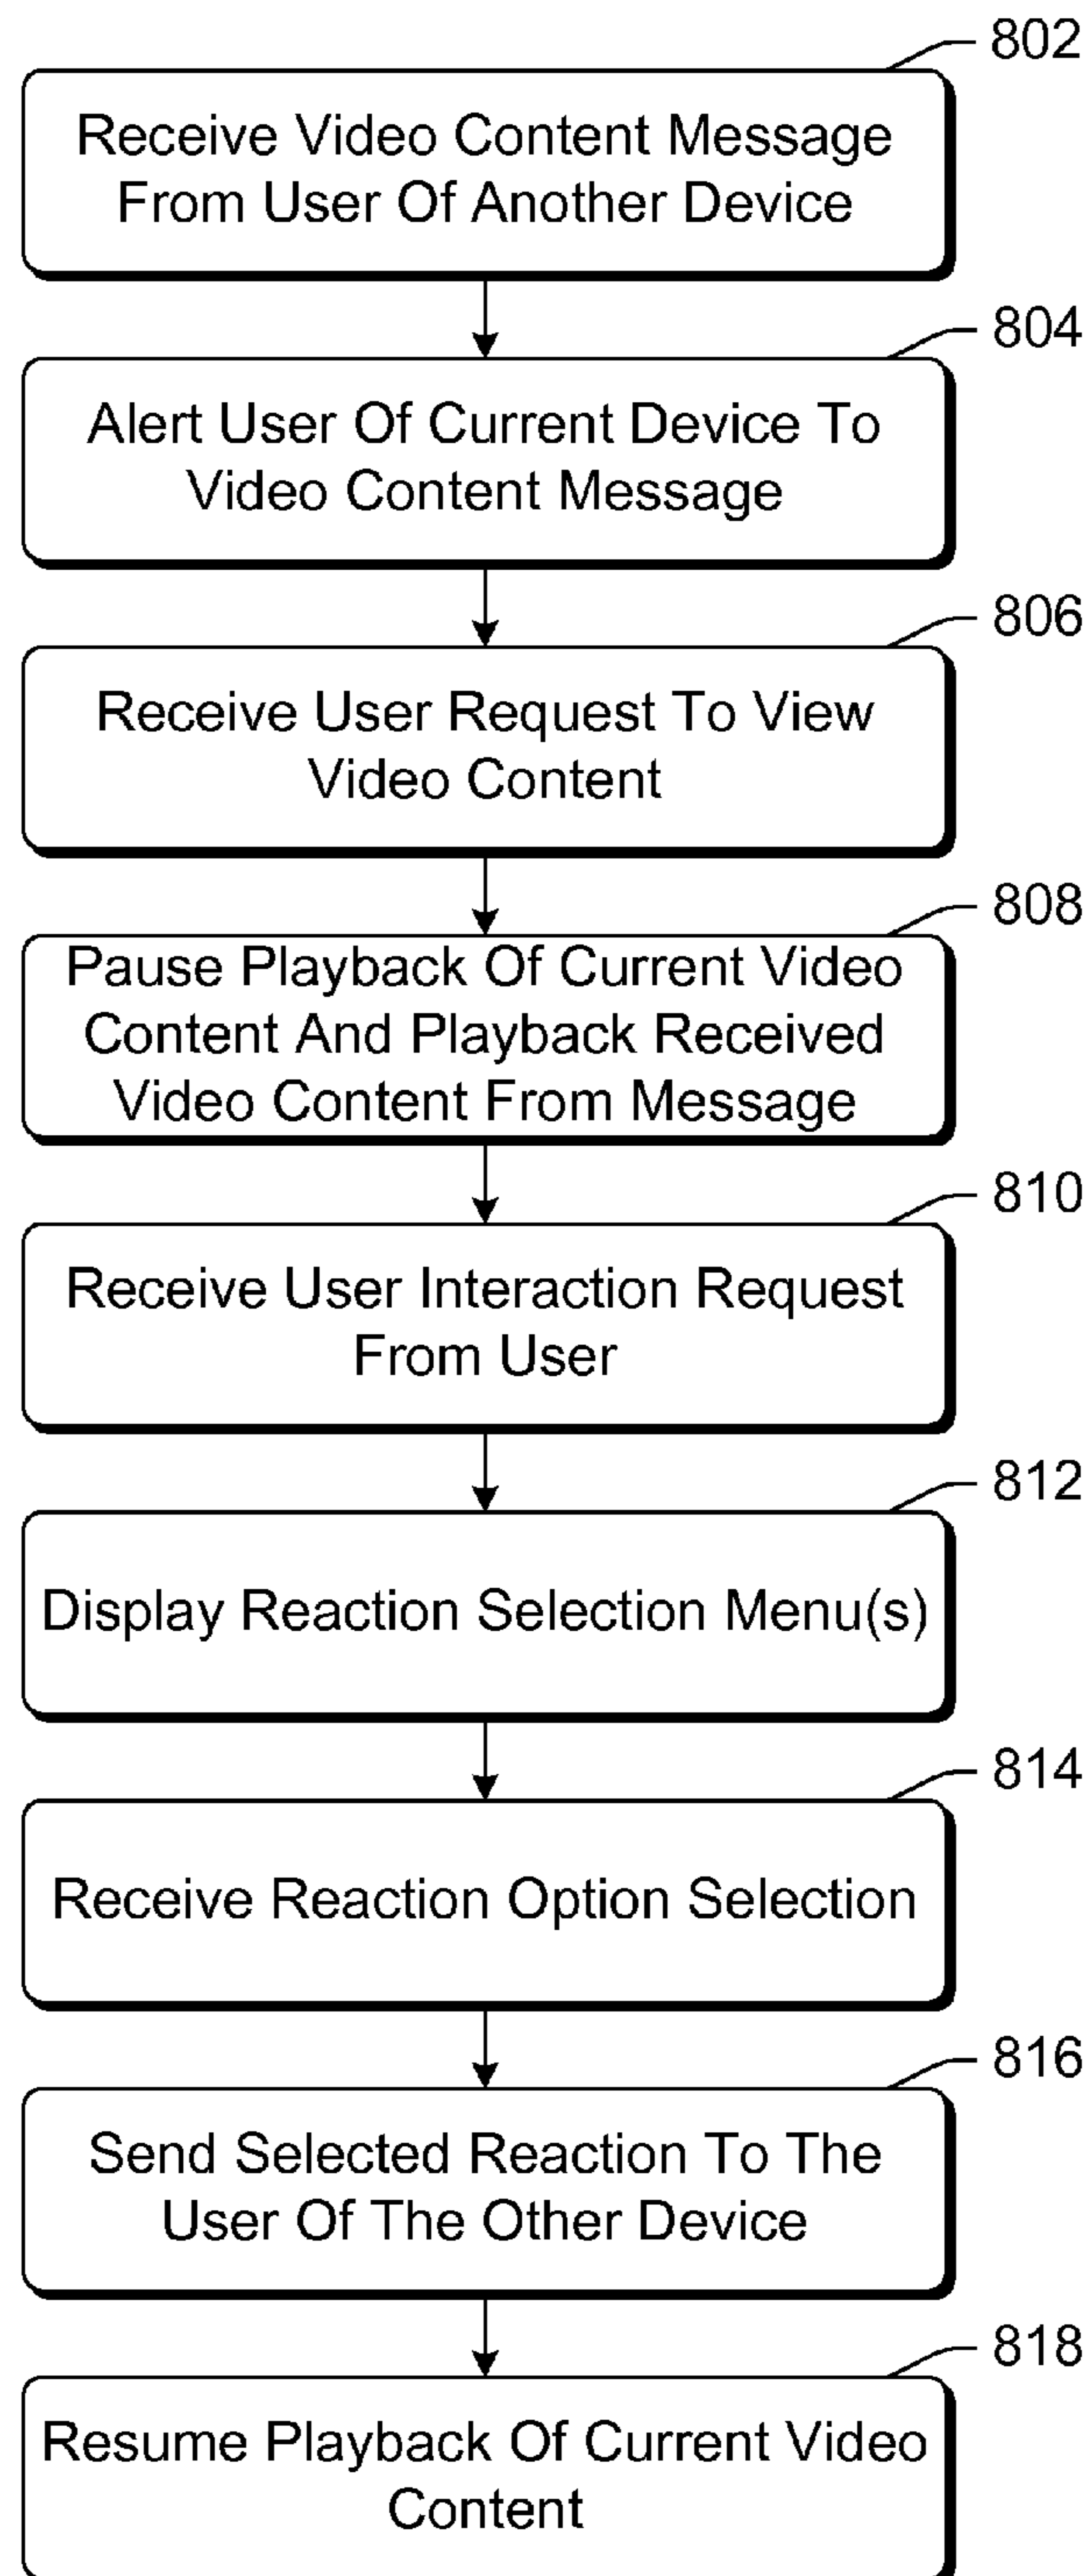 802
Receive Video Content Message
From User Of Another Device
804
Alert User Of Current Device To
Video Content Message
806
Receive User Request To View
Video Content
808
Pause Playback Of Current Video
Content And Playback Received
Video Content From Message
810
Receive User Interaction Request
From User
812
Display Reaction Selection Menu(s)
814
Receive Reaction Option Selection
816
Send Selected Reaction To The
User Of The Other Device
818
Resume Playback Of Current Video
Content